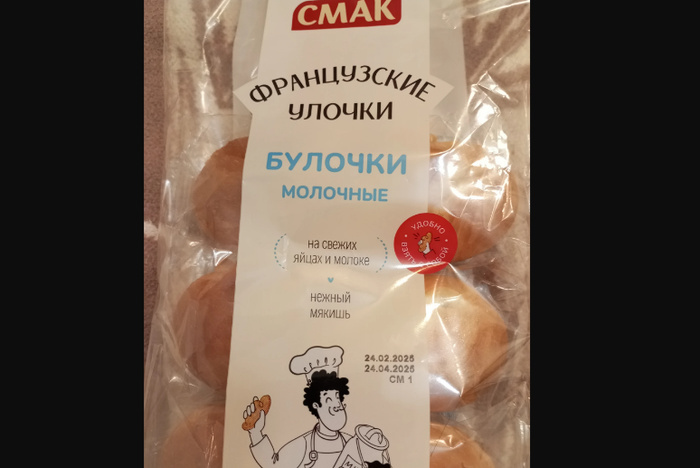 СМАК
ФРАНЦУЗСКИЕ
УЛОЧКИ
БУЛОЧКИ
МОЛОЧНЫЕ
УДОБНО
на свежих
яйцах и молоке
нежный
мякишь
24.02.2025
24.04.2025
СМ 1